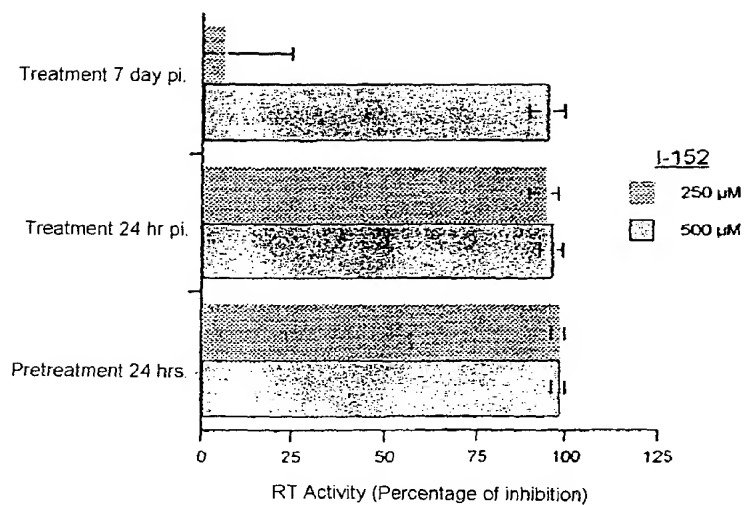 Treatment 7 day pi.
Treatment 24 hr pi.
Pretreatment 24 hrs.
I-152
250 µM
500 µM
0 25 50 75 100 125
RT Activity (Percentage of inhibition)